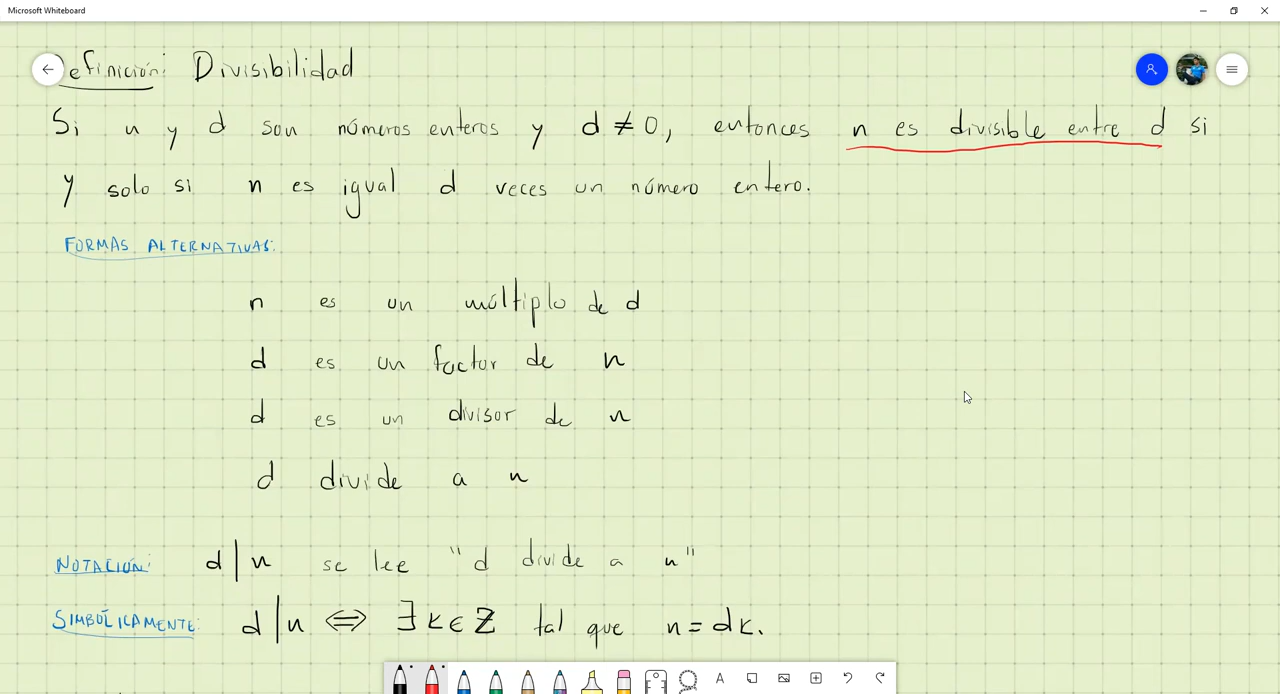 Microsoft Whiteboard
Definición: Divisibilidad
Si n y d son números enteros y d ≠ 0, entonces n es divisible entre d si
y solo si n es igual d veces un número entero.
FORMAS ALTERNATIVAS:
n es un múltiplo de d
d es un factor de n
d es un divisor de n
d divide a n
NOTACIÓN: d | n se lee "d divide a n"
SIMBÓLICAMENTE: d | n ⇔ ∃ k ∈ ℤ tal que n = dk.